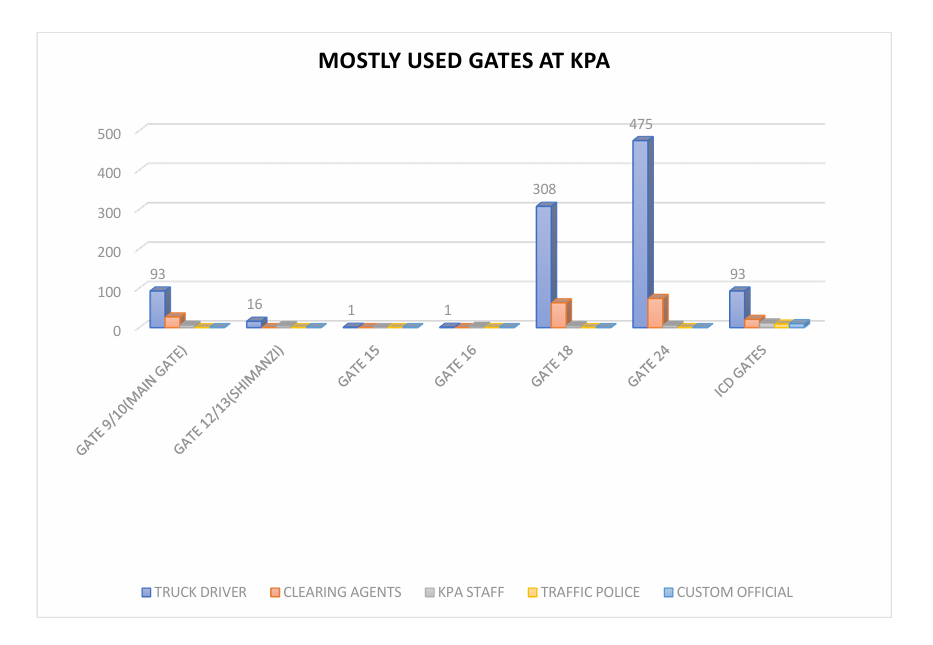 MOSTLY USED GATES AT KPA
500
400
300
200
100
0
93
16
1
1
308
475
93
GATE 9/10(MAIN GATE)
GATE 12/13(SHIMANZI)
GATE 15
GATE 16
GATE 18
GATE 24
ICD GATES
TRUCK DRIVER CLEARING AGENTS KPA STAFF TRAFFIC POLICE CUSTOM OFFICIAL